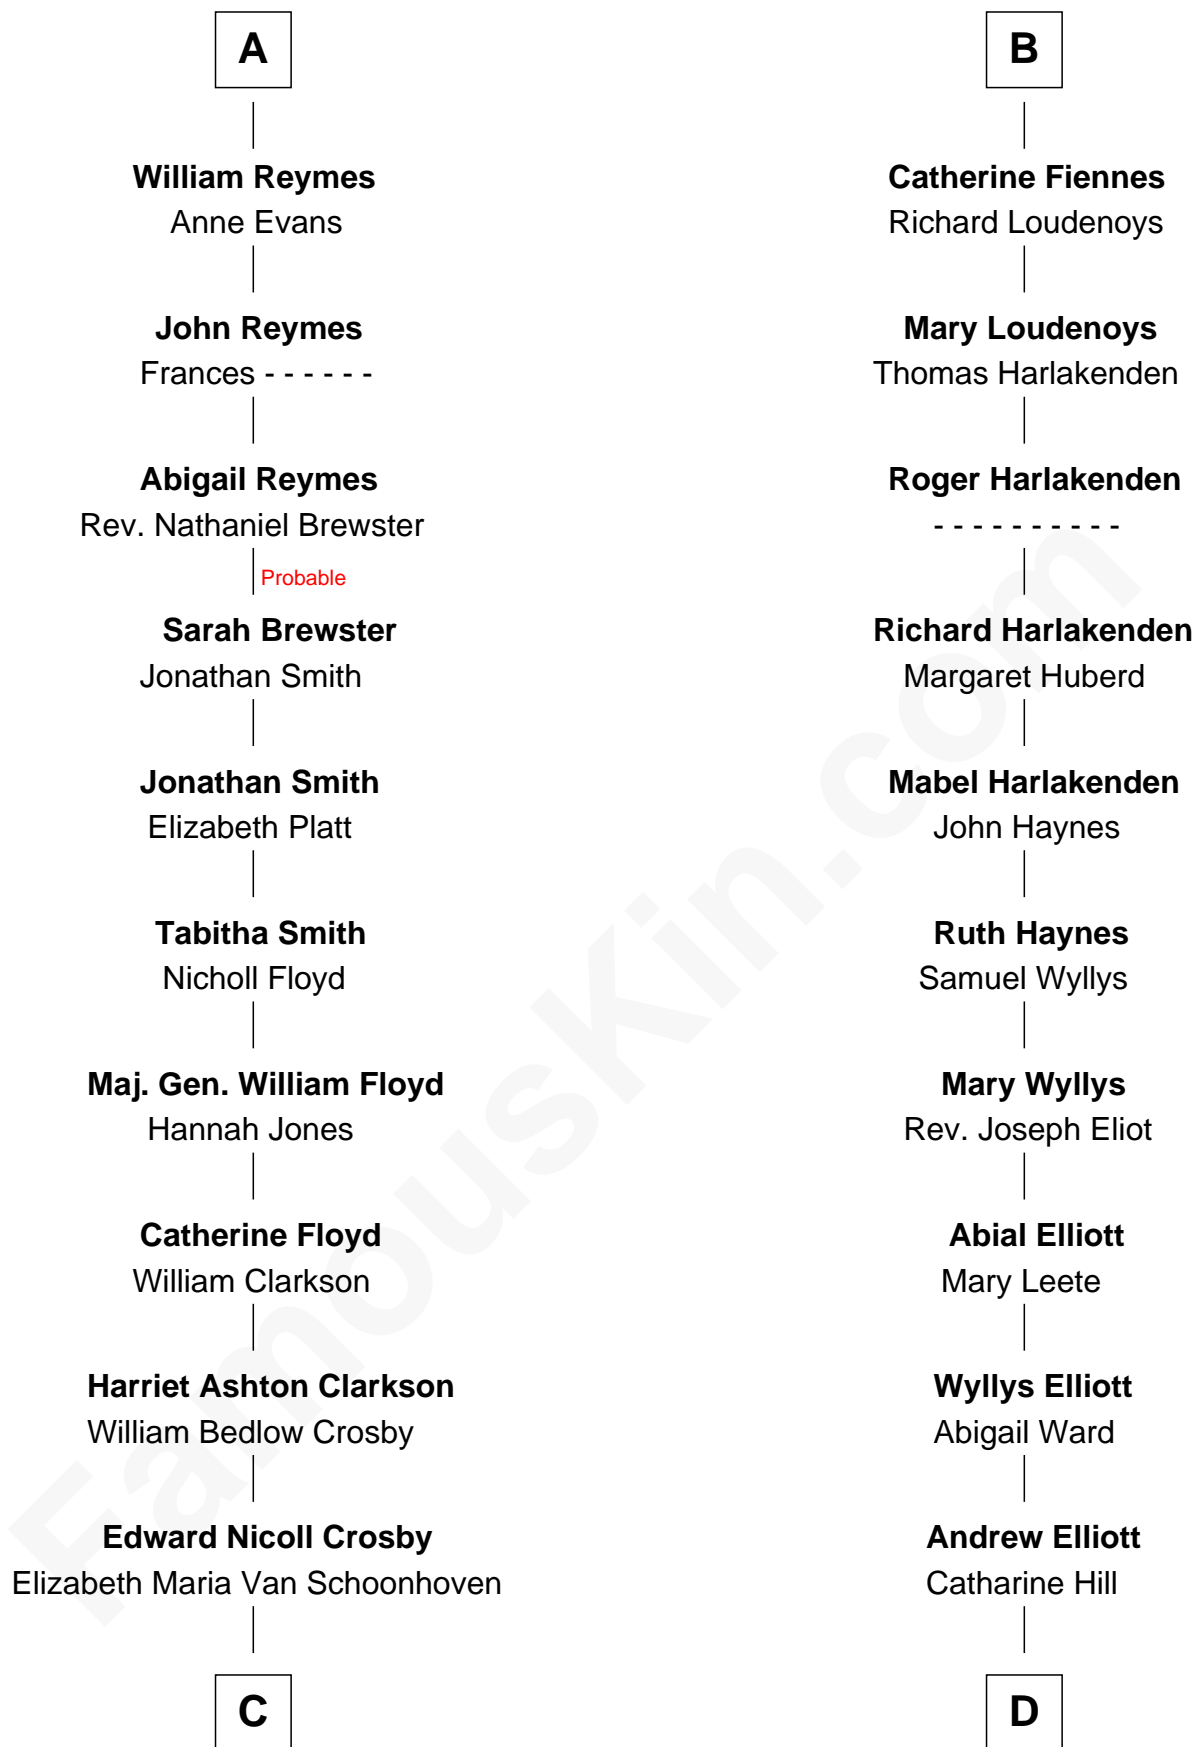 A
William Reymes
Anne Evans
John Reymes
Frances - - - - - -
Abigail Reymes
Rev. Nathaniel Brewster
Probable
Sarah Brewster
Jonathan Smith
Jonathan Smith
Elizabeth Platt
Tabitha Smith
Nicholl Floyd
Maj. Gen. William Floyd
Hannah Jones
Catherine Floyd
William Clarkson
Harriet Ashton Clarkson
William Bedlow Crosby
Edward Nicoll Crosby
Elizabeth Maria Van Schoonhoven
C
B
Catherine Fiennes
Richard Loudenoys
Mary Loudenoys
Thomas Harlakenden
Roger Harlakenden
- - - - - - - - - -
Richard Harlakenden
Margaret Huberd
Mabel Harlakenden
John Haynes
Ruth Haynes
Samuel Wyllys
Mary Wyllys
Rev. Joseph Eliot
Abial Elliott
Mary Leete
Wyllys Elliott
Abigail Ward
Andrew Elliott
Catharine Hill
D
FamousKin.com